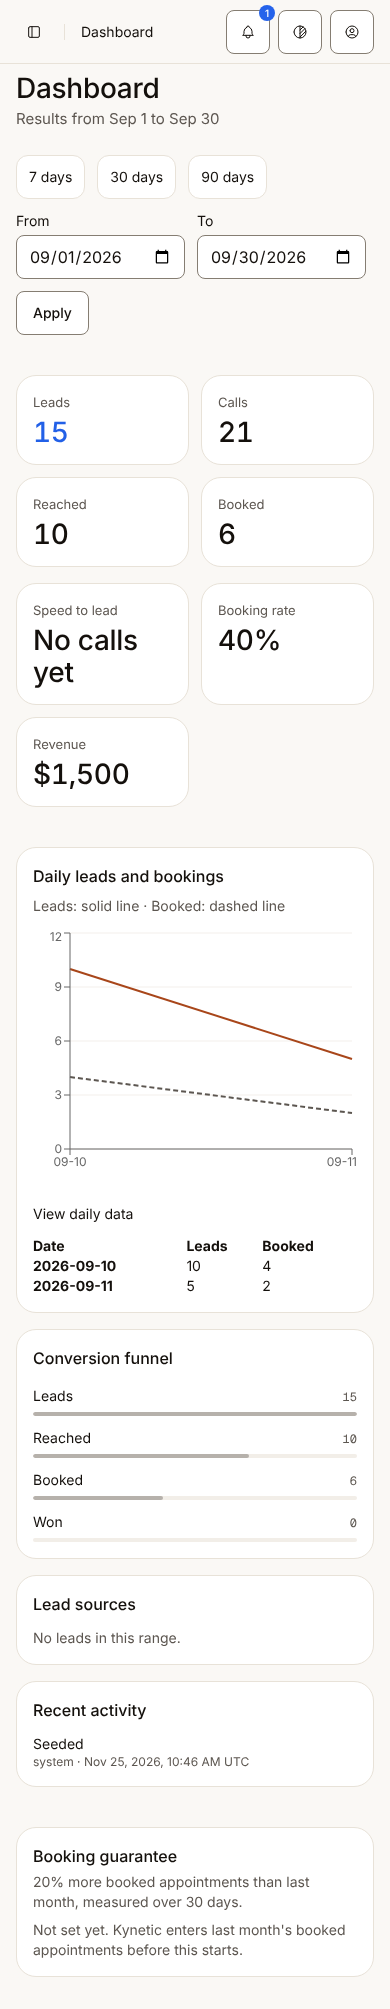 Dashboard
1
Dashboard
Results from Sep 1 to Sep 30
7 days
30 days
90 days
From
To
09/01/2026
09/30/2026
Apply
Leads
15
Calls
21
Reached
10
Booked
6
Speed to lead
No calls
yet
Booking rate
40%
Revenue
$1,500
Daily leads and bookings
Leads: solid line · Booked: dashed line
12
9
6
3
0
09-10
09-11
View daily data
Date Leads Booked
2026-09-10 10 4
2026-09-11 5 2
Conversion funnel
Leads 15
Reached 10
Booked 6
Won 0
Lead sources
No leads in this range.
Recent activity
Seeded
system · Nov 25, 2026, 10:46 AM UTC
Booking guarantee
20% more booked appointments than last
month, measured over 30 days.
Not set yet. Kynetic enters last month's booked
appointments before this starts.